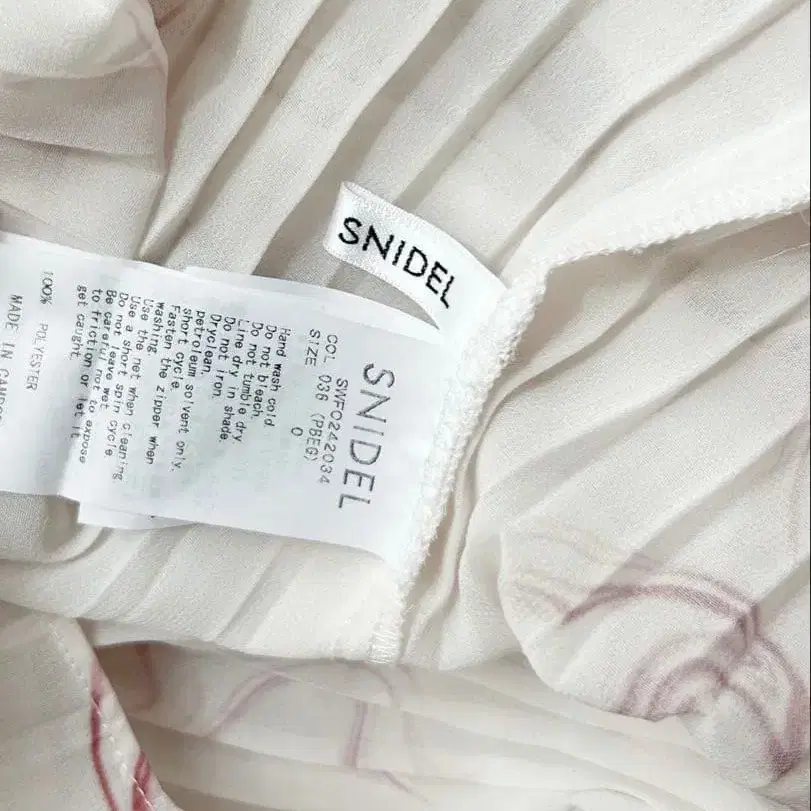 SNIDEL
SNIDEL
SWFO242034
COL 036 (PBEG)
SIZE 0
Hand wash cold
Do not bleach.
Do not tumble dry
Line dry in shade
Do not iron.
Dryclean,
petroleum solvent only,
short cycle.
Fasten the zipper when
washing
Use the net when cleaning
Use a short spin cycle
Do not leave wet
Be careful not to expose
to friction or let it
get caught.
100% POLYESTER
MADE IN